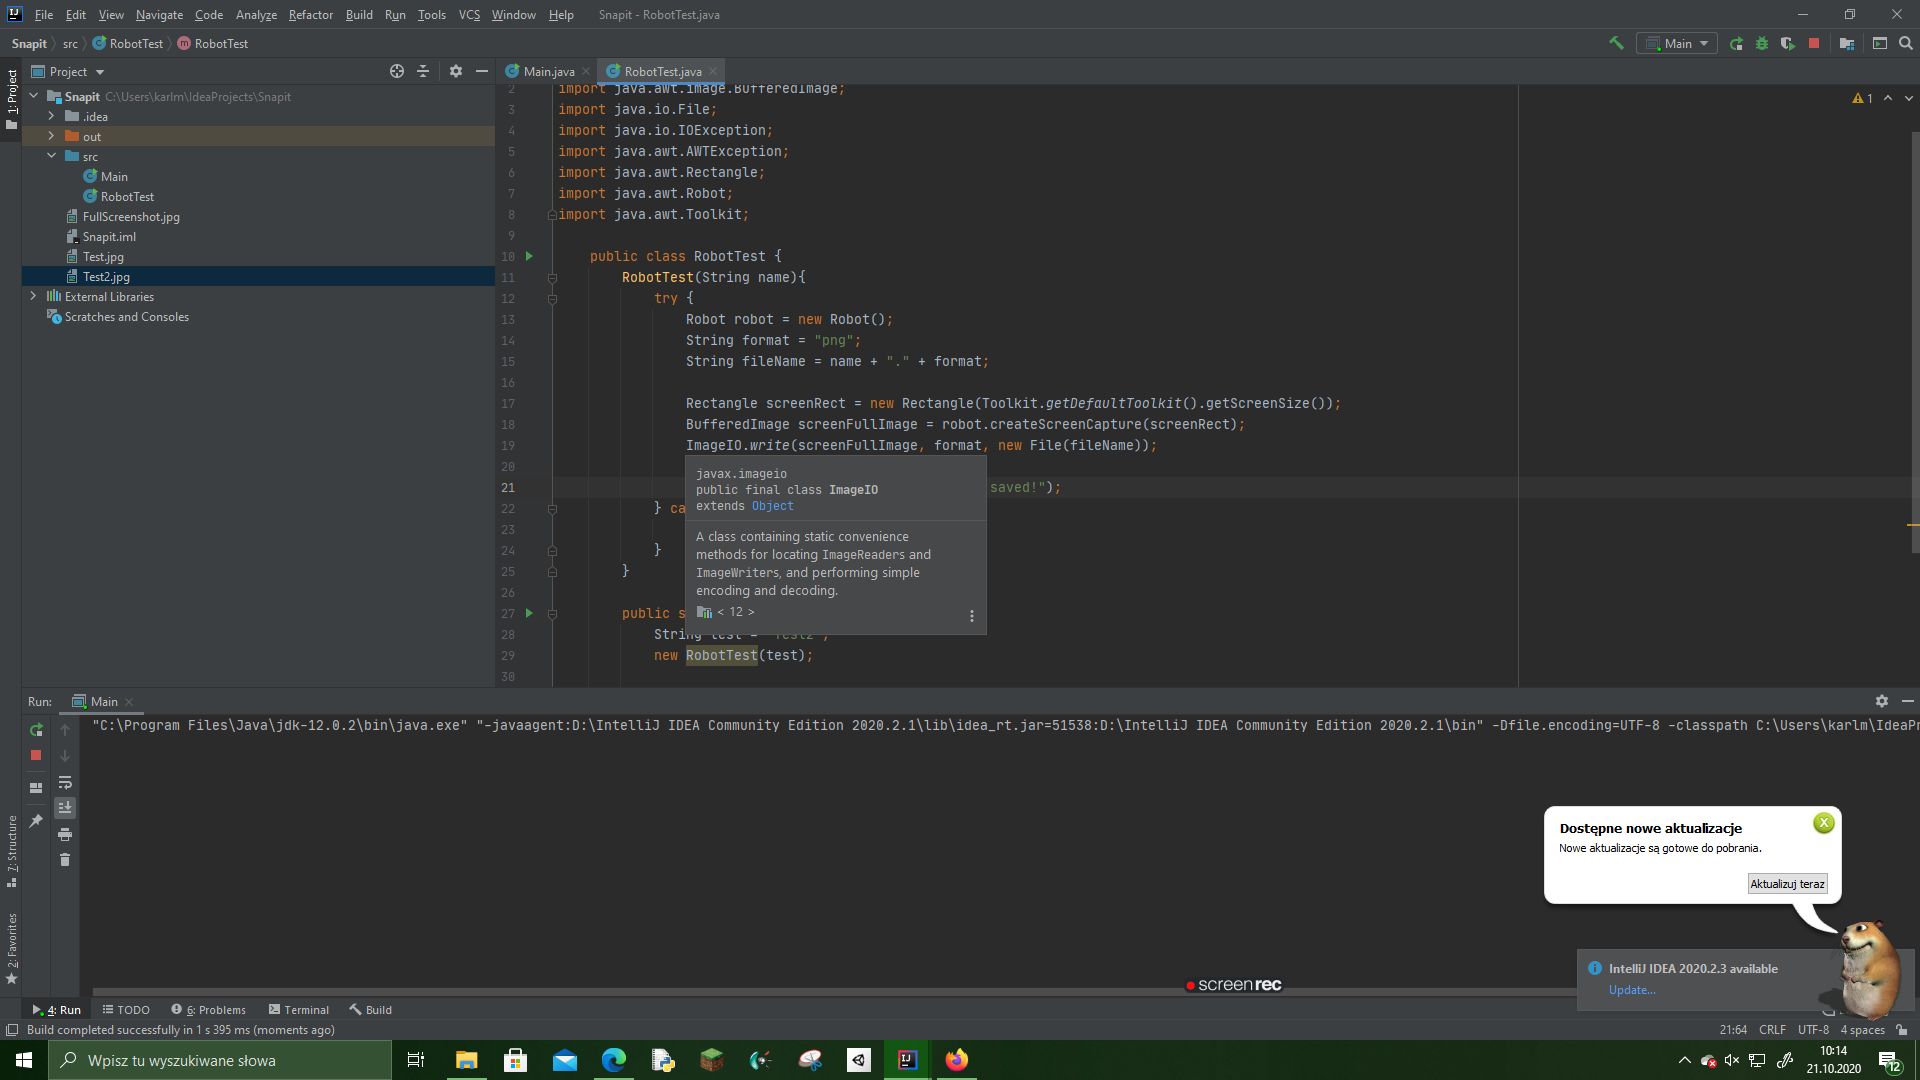 File Edit View Navigate Code Analyze Refactor Build Run Tools VCS Window Help Snapit - RobotTest.java
Snapit src RobotTest m RobotTest Main
Project
Main.java RobotTest.java
1: Project
Snapit C:\Users\karlm\IdeaProjects\Snapit
.idea
out
src
Main
RobotTest
FullScreenshot.jpg
Snapit.iml
Test.jpg
Test2.jpg
External Libraries
Scratches and Consoles
1
2 import java.awt.image.BufferedImage;
3 import java.io.File;
4 import java.io.IOException;
5 import java.awt.AWTException;
6 import java.awt.Rectangle;
7 import java.awt.Robot;
8 import java.awt.Toolkit;
9
10 public class RobotTest {
11 RobotTest(String name){
12 try {
13 Robot robot = new Robot();
14 String format = "png";
15 String fileName = name + "." + format;
16
17 Rectangle screenRect = new Rectangle(Toolkit.getDefaultToolkit().getScreenSize());
18 BufferedImage screenFullImage = robot.createScreenCapture(screenRect);
19 ImageIO.write(screenFullImage, format, new File(fileName));
20
21 saved!");
22 } ca
23
24 }
25 }
26
27 public s
28 String test = "Test2";
29 new RobotTest(test);
30
javax.imageio
public final class ImageIO
extends Object
A class containing static convenience
methods for locating ImageReaders and
ImageWriters, and performing simple
encoding and decoding.
< 12 >
Run: Main
"C:\Program Files\Java\jdk-12.0.2\bin\java.exe" "-javaagent:D:\IntelliJ IDEA Community Edition 2020.2.1\lib\idea_rt.jar=51538:D:\IntelliJ IDEA Community Edition 2020.2.1\bin" -Dfile.encoding=UTF-8 -classpath C:\Users\karlm\IdeaPr
7: Structure
2: Favorites
Dostępne nowe aktualizacje
Nowe aktualizacje są gotowe do pobrania.
Aktualizuj teraz
IntelliJ IDEA 2020.2.3 available
Update...
screenrec
4: Run TODO 6: Problems Terminal Build
Build completed successfully in 1 s 395 ms (moments ago) 21:64 CRLF UTF-8 4 spaces
Wpisz tu wyszukiwane słowa
10:14
21.10.2020
12